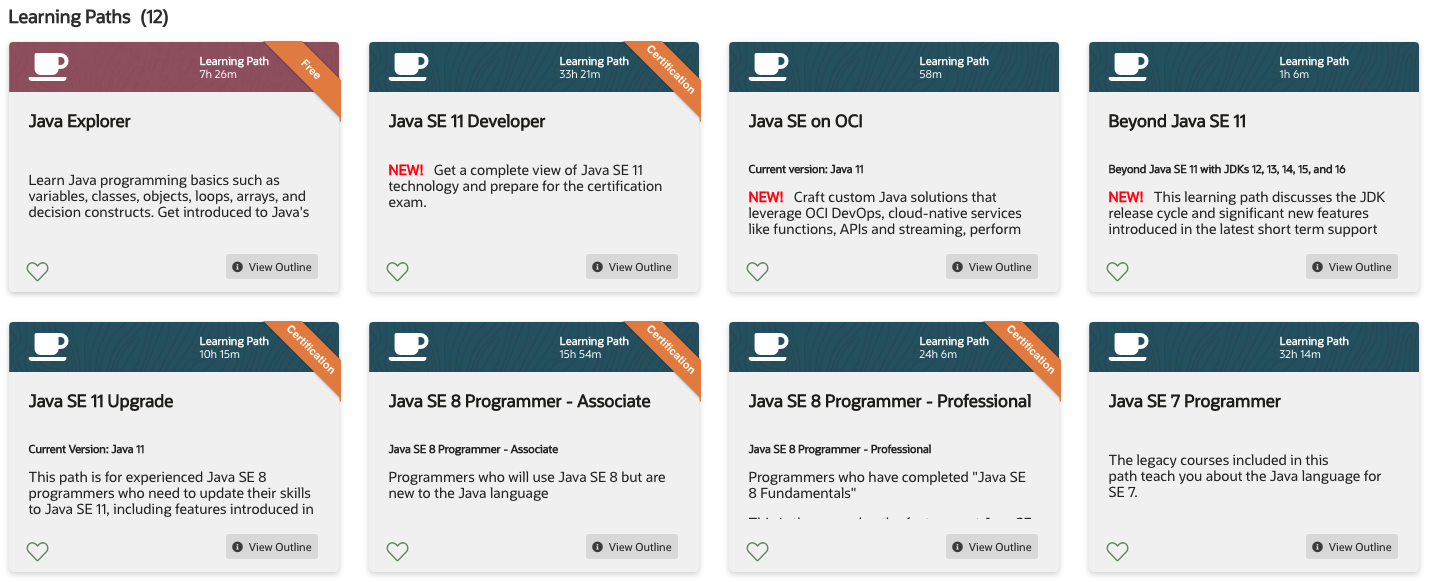 Learning Paths (12)
Learning Path
7h 26m
Free
Java Explorer
Learn Java programming basics such as
variables, classes, objects, loops, arrays, and
decision constructs. Get introduced to Java's
View Outline
Learning Path
33h 21m
Certification
Java SE 11 Developer
NEW! Get a complete view of Java SE 11
technology and prepare for the certification
exam.
View Outline
Learning Path
58m
Java SE on OCI
Current version: Java 11
NEW! Craft custom Java solutions that
leverage OCI DevOps, cloud-native services
like functions, APIs and streaming, perform
View Outline
Learning Path
1h 6m
Beyond Java SE 11
Beyond Java SE 11 with JDKs 12, 13, 14, 15, and 16
NEW! This learning path discusses the JDK
release cycle and significant new features
introduced in the latest short term support
View Outline
Learning Path
10h 15m
Certification
Java SE 11 Upgrade
Current Version: Java 11
This path is for experienced Java SE 8
programmers who need to update their skills
to Java SE 11, including features introduced in
View Outline
Learning Path
15h 54m
Certification
Java SE 8 Programmer - Associate
Java SE 8 Programmer - Associate
Programmers who will use Java SE 8 but are
new to the Java language
View Outline
Learning Path
24h 6m
Certification
Java SE 8 Programmer - Professional
Java SE 8 Programmer - Professional
Programmers who have completed "Java SE
8 Fundamentals"
View Outline
Learning Path
32h 14m
Java SE 7 Programmer
The legacy courses included in this
path teach you about the Java language for
SE 7.
View Outline